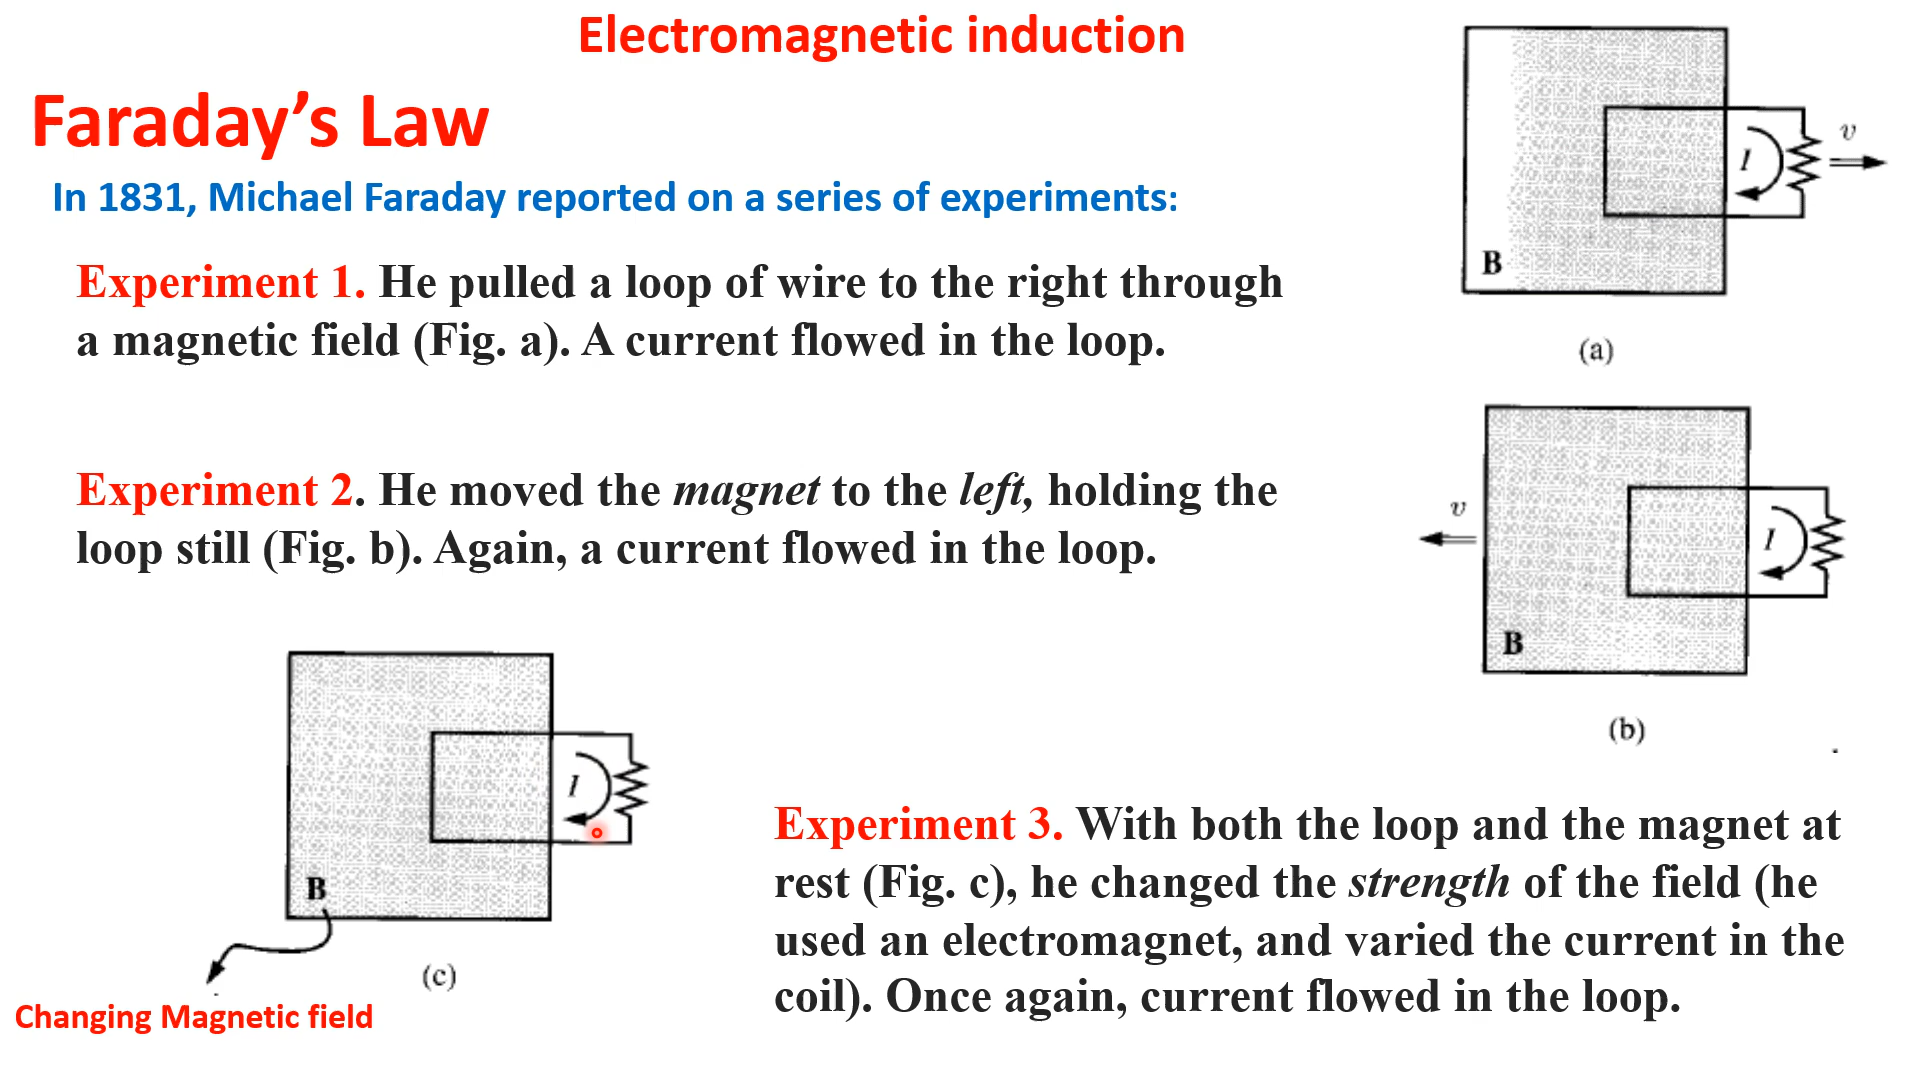 Electromagnetic induction
Faraday’s Law
In 1831, Michael Faraday reported on a series of experiments:
Experiment 1. He pulled a loop of wire to the right through
a magnetic field (Fig. a). A current flowed in the loop.
I
v
B
(a)
Experiment 2. He moved the magnet to the left, holding the
loop still (Fig. b). Again, a current flowed in the loop.
v
I
B
(b)
I
B
(c)
Changing Magnetic field
Experiment 3. With both the loop and the magnet at
rest (Fig. c), he changed the strength of the field (he
used an electromagnet, and varied the current in the
coil). Once again, current flowed in the loop.